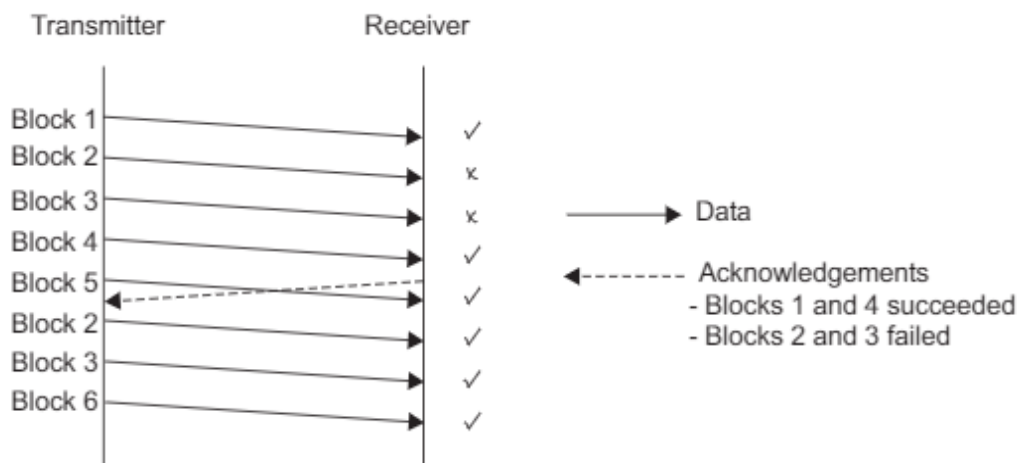 Transmitter Receiver
Block 1
Block 2
Block 3
Block 4
Block 5
Block 2
Block 3
Block 6
Data
Acknowledgements
- Blocks 1 and 4 succeeded
- Blocks 2 and 3 failed